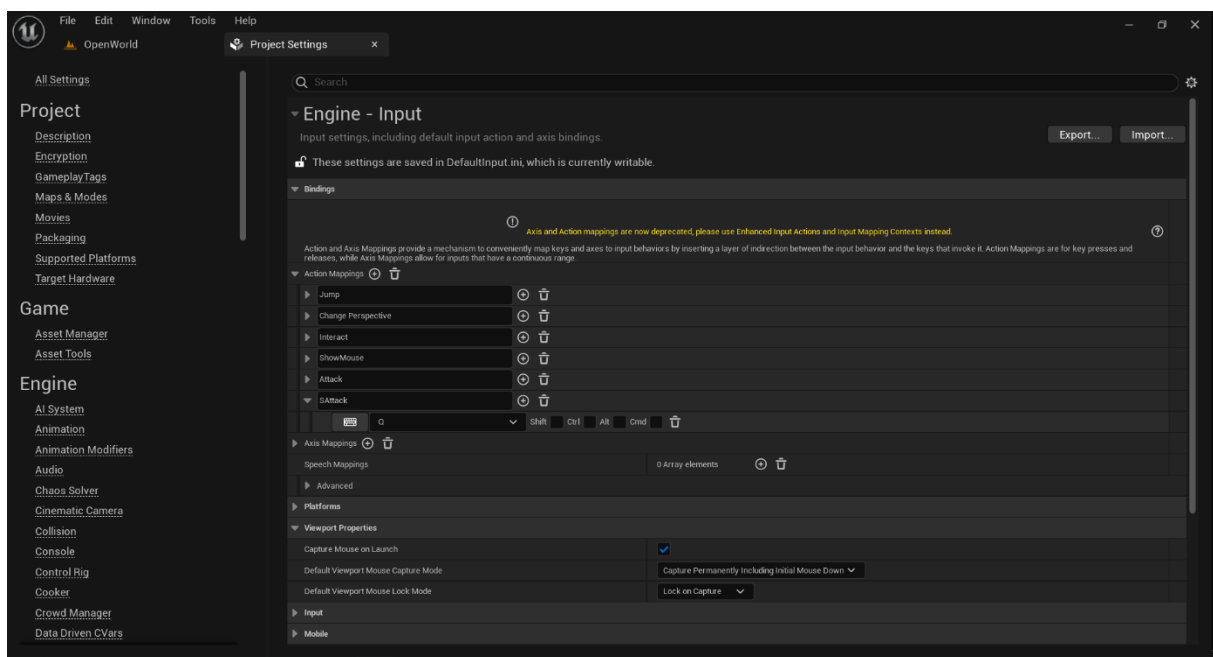 File Edit Window Tools Help
OpenWorld
Project Settings
All Settings
Project
Description
Encryption
GameplayTags
Maps & Modes
Movies
Packaging
Supported Platforms
Target Hardware
Game
Asset Manager
Asset Tools
Engine
AI System
Animation
Animation Modifiers
Audio
Chaos Solver
Cinematic Camera
Collision
Console
Control Rig
Cooker
Crowd Manager
Data Driven CVars
Search
Engine - Input
Input settings, including default input action and axis bindings.
Export... Import...
These settings are saved in DefaultInput.ini, which is currently writable.
Bindings
Axis and Action mappings are now deprecated, please use Enhanced Input Actions and Input Mapping Contexts instead.
Action and Axis Mappings provide a mechanism to conveniently map keys and axes to input behaviors by inserting a layer of indirection between the input behavior and the keys that invoke it. Action Mappings are for key presses and
releases, while Axis Mappings allow for inputs that have a continuous range.
Action Mappings
Jump
Change Perspective
Interact
ShowMouse
Attack
SAttack
Q Shift Ctrl Alt Cmd
Axis Mappings
Speech Mappings 0 Array elements
Advanced
Platforms
Viewport Properties
Capture Mouse on Launch
Default Viewport Mouse Capture Mode Capture Permanently Including Initial Mouse Down
Default Viewport Mouse Lock Mode Lock on Capture
Input
Mobile